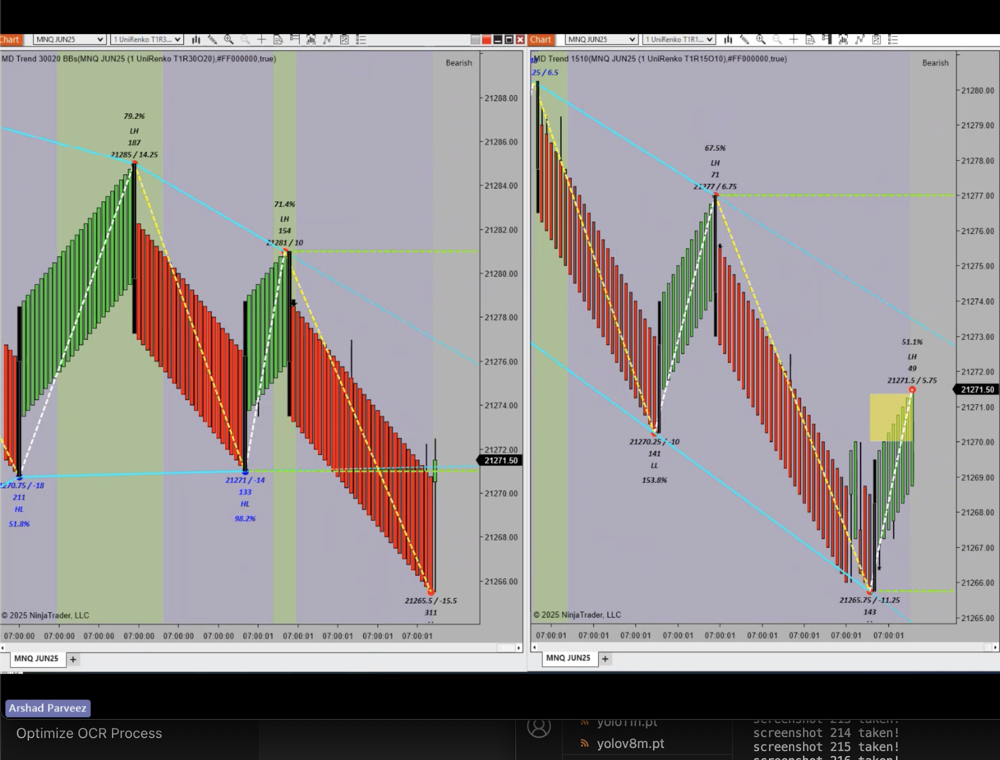 Chart
MNQ JUN25
1 UniRenko T1R3...
MD Trend 30020 BBs(MNQ JUN25 (1 UniRenko T1R30O20),#FF000000,true)
Bearish
21288.00
21286.00
21284.00
21282.00
21280.00
21278.00
21276.00
21274.00
21272.00
21271.50
21270.00
21268.00
21266.00
79.2%
LH
187
21285 / 14.25
71.4%
LH
154
21281 / 10
21270.75 / -18
211
HL
51.8%
21271 / -14
133
HL
98.2%
21265.5 / -15.5
311
© 2025 NinjaTrader, LLC
07:00:00
07:00:00
07:00:00
07:00:00
07:00:00
07:00:00
07:00:01
07:00:01
07:00:01
07:00:01
07:00:01
MNQ JUN25
+
Chart
MNQ JUN25
1 UniRenko T1R1...
MD Trend 1510(MNQ JUN25 (1 UniRenko T1R15O10),#FF000000,true)
Bearish
25 / 6.5
21280.00
21279.00
21278.00
21277.00
21276.00
21275.00
21274.00
21273.00
21272.00
21271.50
21271.00
21270.00
21269.00
21268.00
21267.00
21266.00
21265.00
67.5%
LH
71
21277 / 6.75
51.1%
LH
49
21271.5 / 5.75
21270.25 / -10
141
LL
153.8%
21265.75 / -11.25
143
© 2025 NinjaTrader, LLC
07:00:01
07:00:01
07:00:01
07:00:01
07:00:01
07:00:01
07:00:01
07:00:01
07:00:01
MNQ JUN25
+
Arshad Parveez
Optimize OCR Process
yolo11n.pt
yolov8m.pt
screenshot 213 taken!
screenshot 214 taken!
screenshot 215 taken!
screenshot 216 taken!